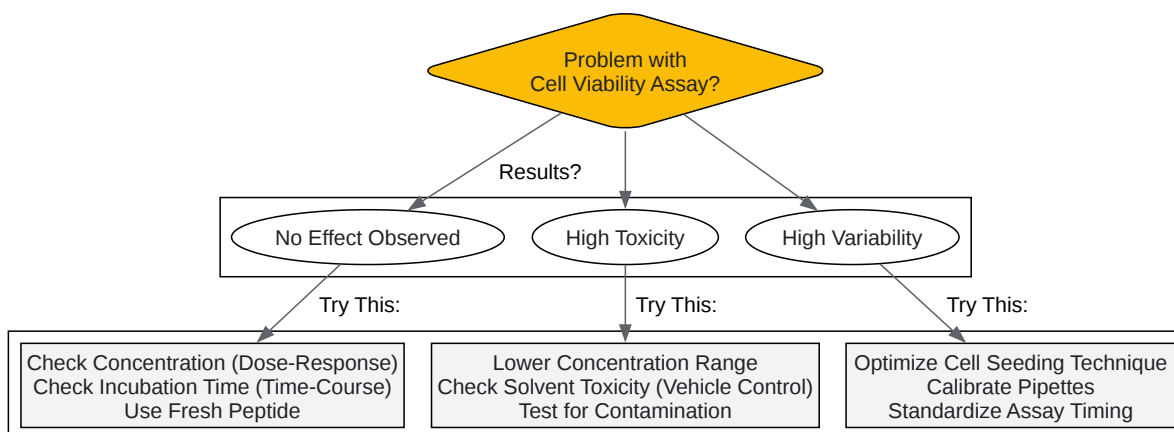 Problem with
Cell Viability Assay?
Results?
No Effect Observed
High Toxicity
High Variability
Try This:
Try This:
Try This:
Check Concentration (Dose-Response)
Check Incubation Time (Time-Course)
Use Fresh Peptide
Lower Concentration Range
Check Solvent Toxicity (Vehicle Control)
Test for Contamination
Optimize Cell Seeding Technique
Calibrate Pipettes
Standardize Assay Timing